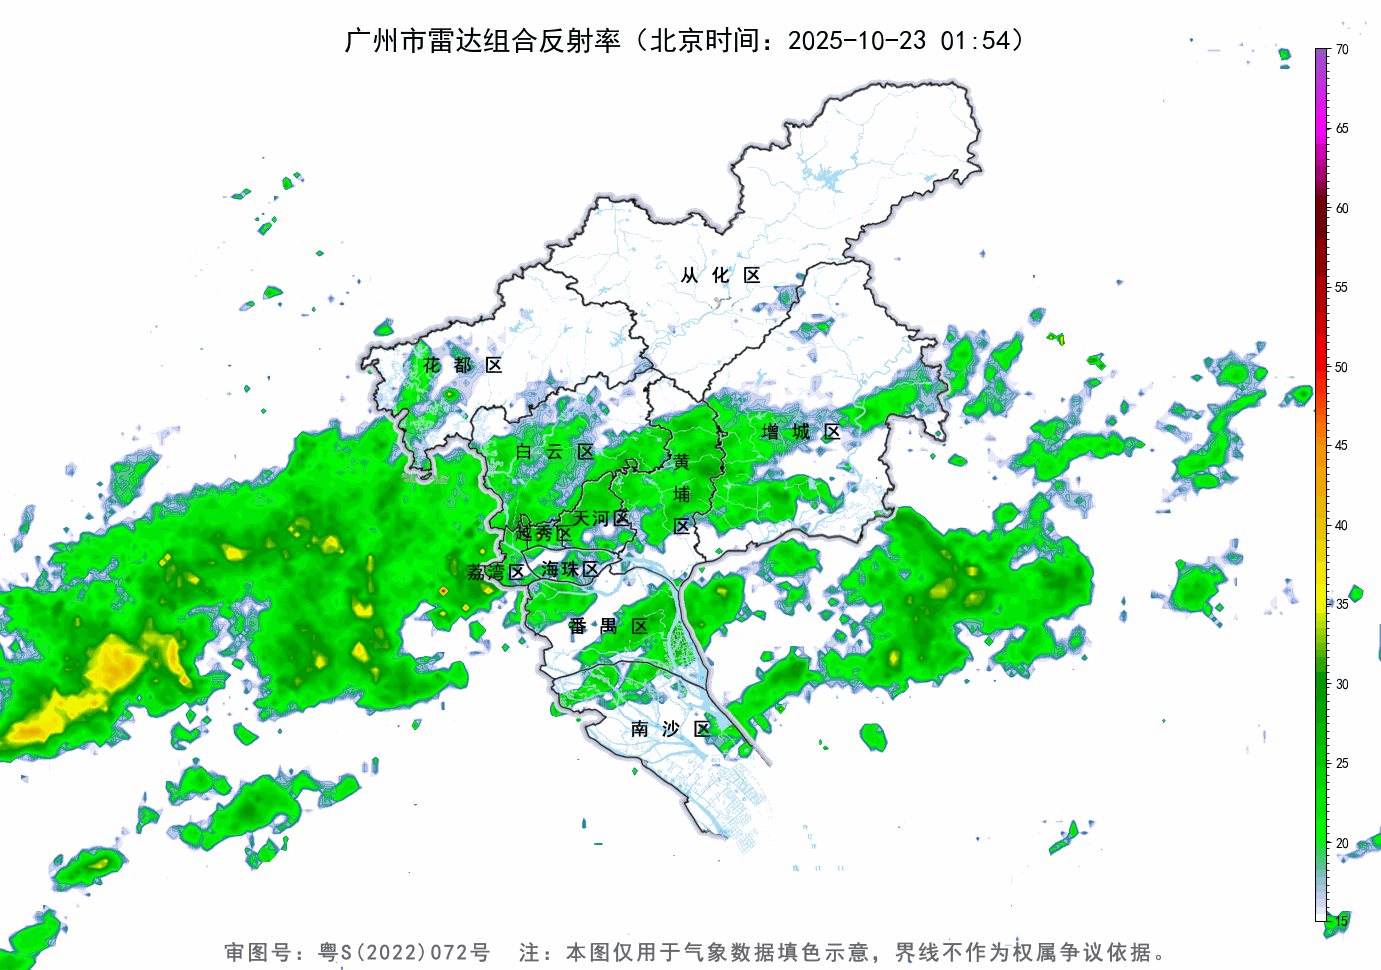 广州市雷达组合反射率（北京时间：2025-10-23 01:54）
70
65
60
55
50
45
40
35
30
25
20
15
从化区
花都区
增城区
白云区
黄埔区
天河区
越秀区
荔湾区
海珠区
番禺区
南沙区
审图号：粤S(2022)072号 注：本图仅用于气象数据填色示意，界线不作为权属争议依据。